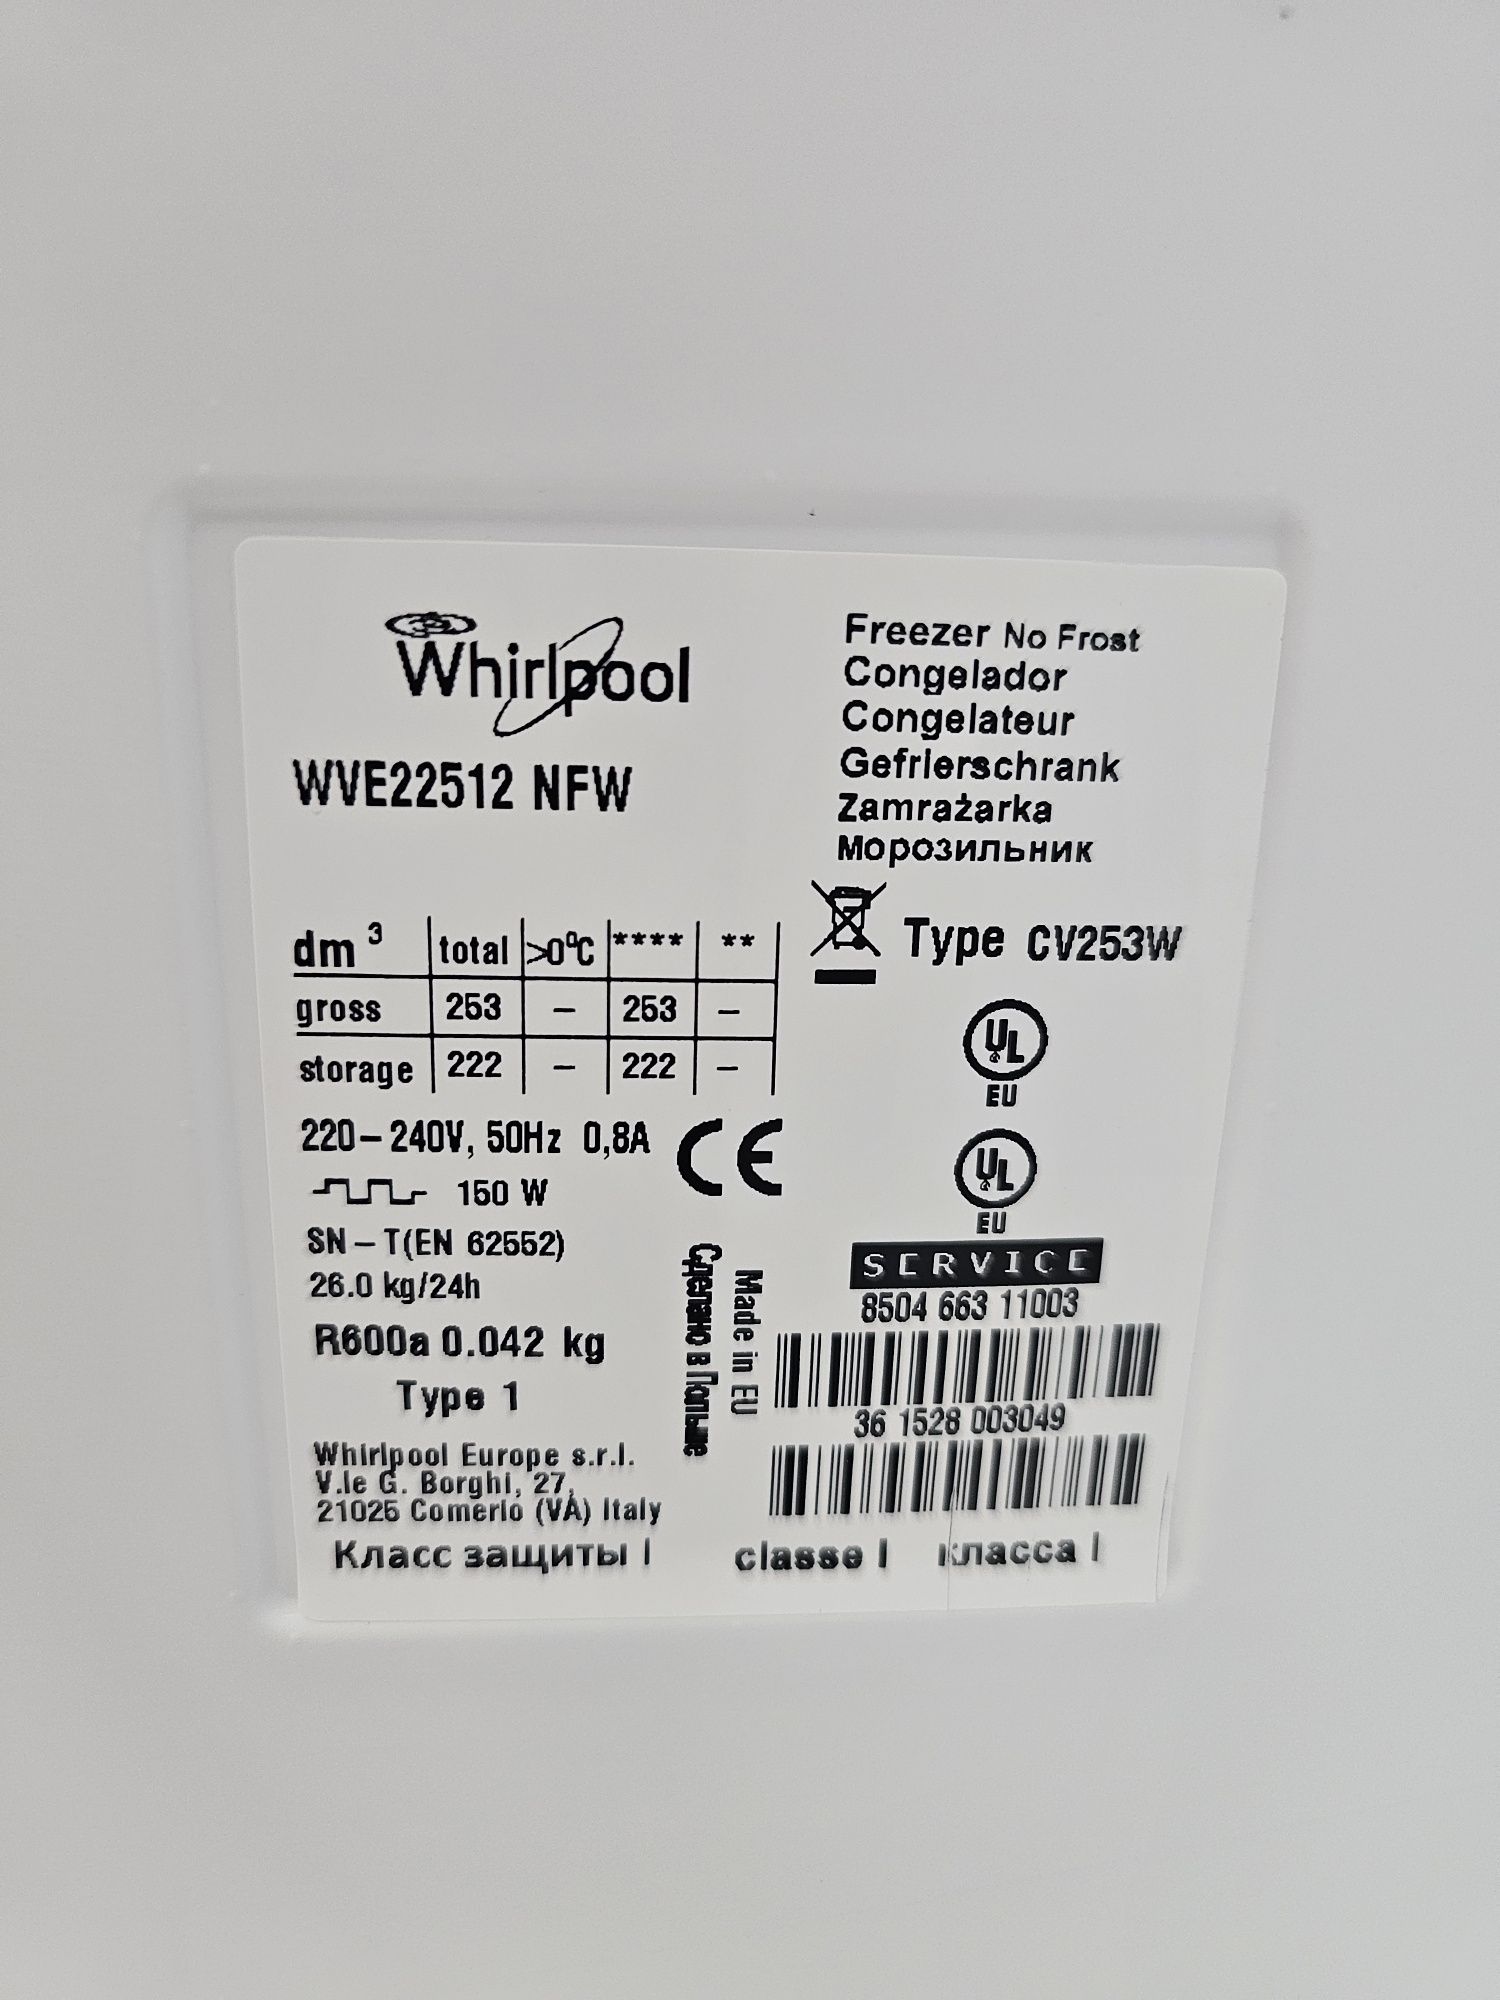 Whirlpool
WVE22512 NFW
Freezer No Frost
Congelador
Congelateur
Gefrierschrank
Zamrażarka
Морозильник
dm³ total >0°C **** **
gross 253 – 253 –
storage 222 – 222 –
Type CV253W
UL
EU
UL
EU
220–240V, 50Hz 0,8A
CE
150 W
SN–T(EN 62552)
26.0 kg/24h
R600a 0.042 kg
Type 1
Сделано в Польше
Made in EU
SERVICE
8504 663 11003
36 1528 003049
Whirlpool Europe s.r.l.
V.le G. Borghi, 27,
21025 Comerio (VA) Italy
Класс защиты I classe I класса I